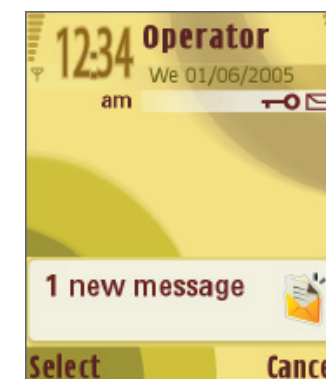 12:34 Operator
We 01/06/2005
am
1 new message
Select Cance